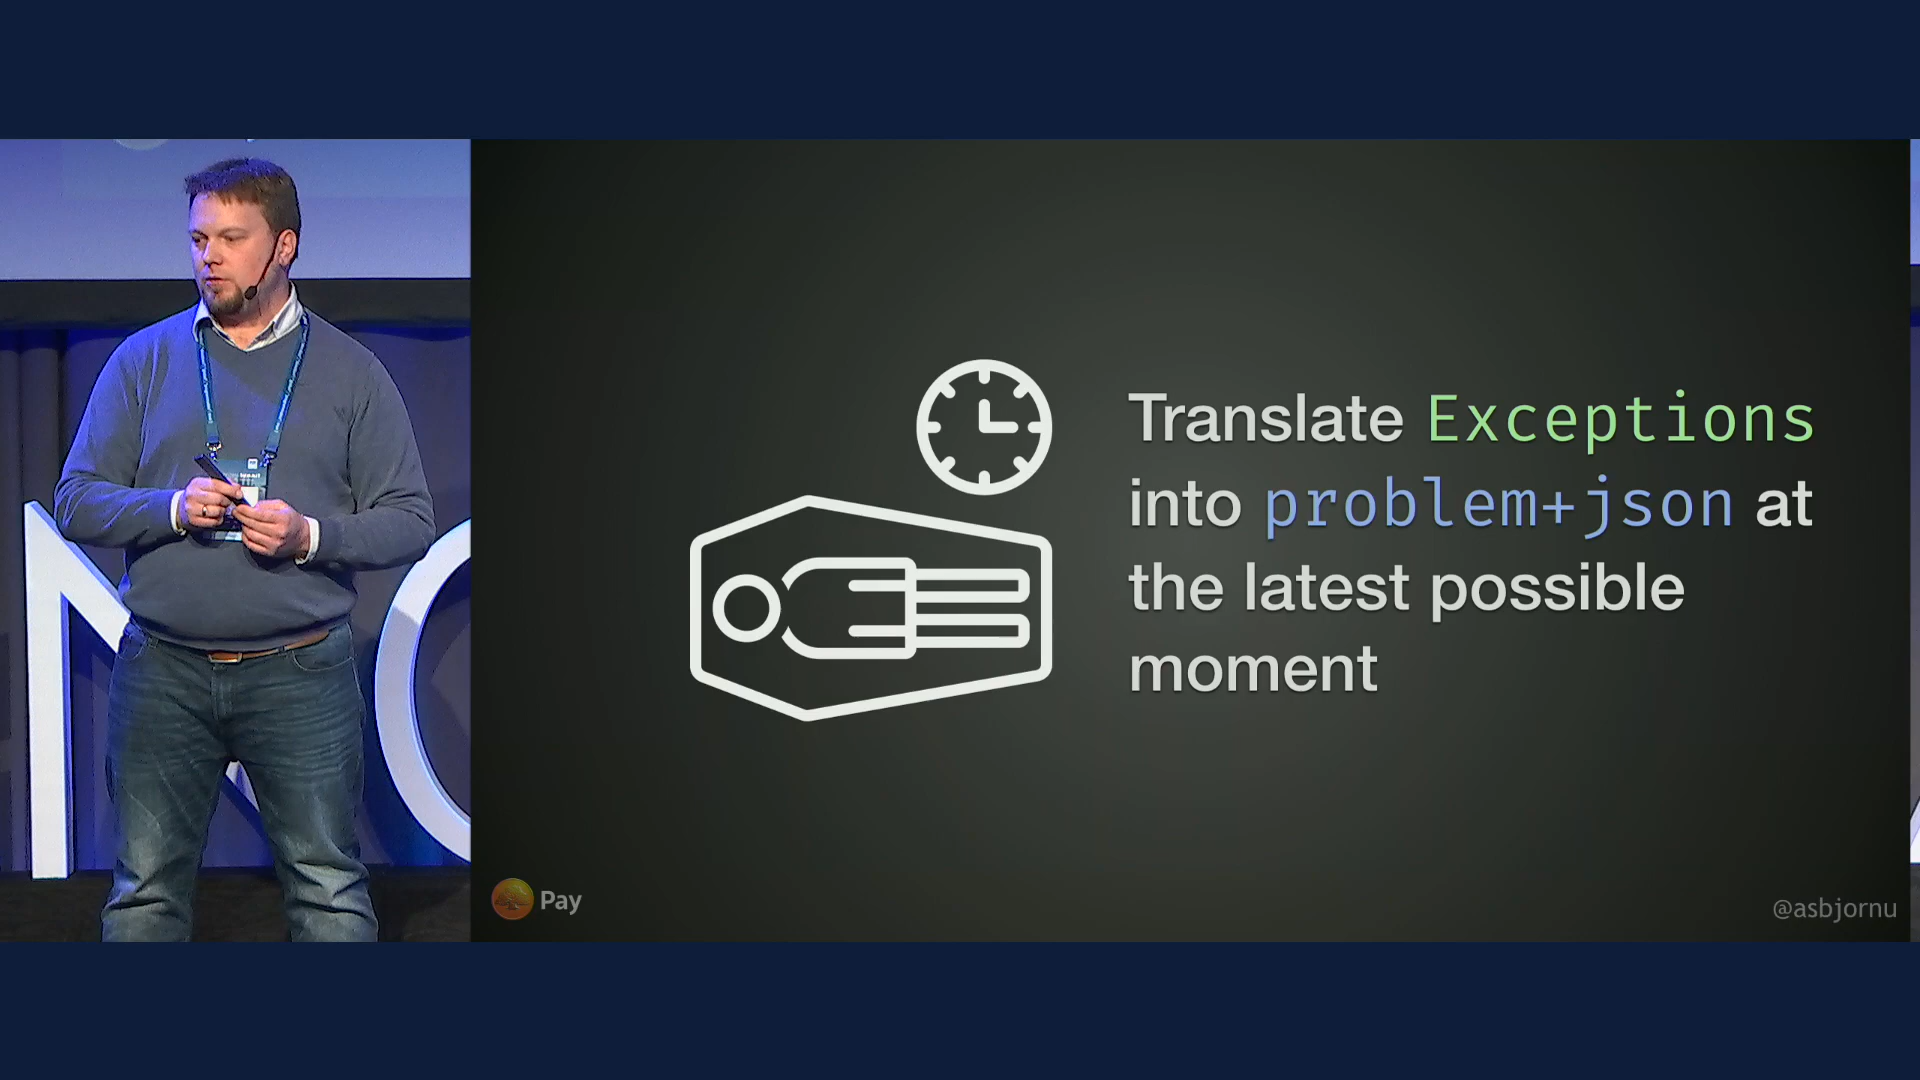 Translate Exceptions
into problem+json at
the latest possible
moment
Pay
@asbjornu